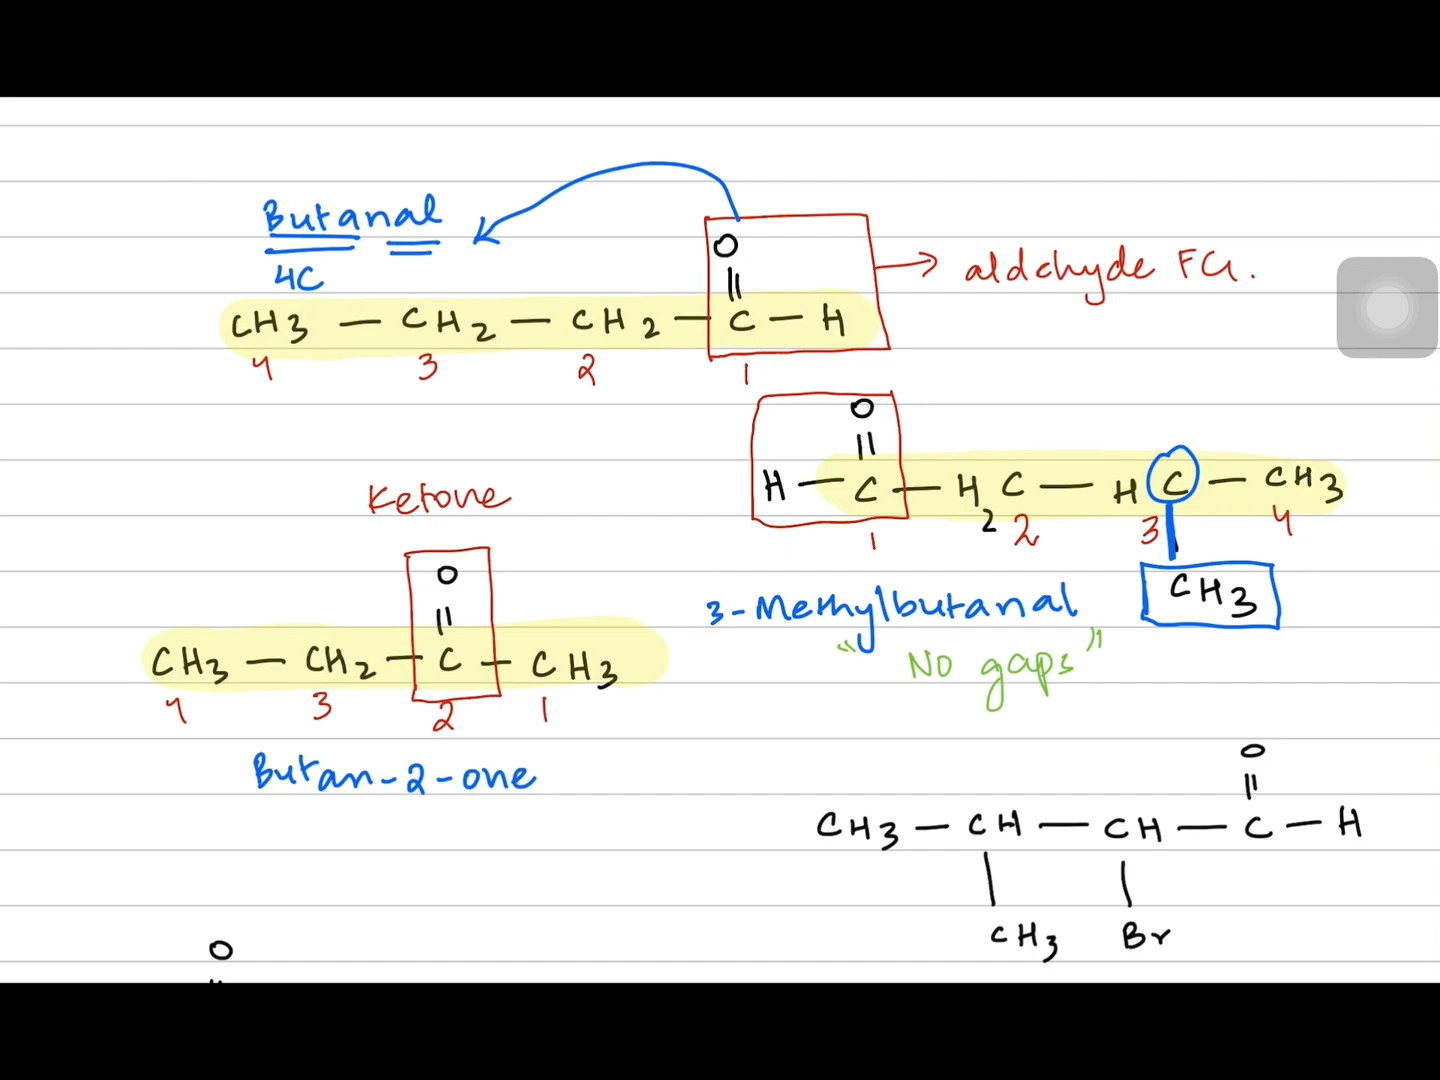 Butanal
4C
O
||
CH3 — CH2 — CH2 — C — H
4 3 2 1
aldehyde FG.
O
||
H — C — H2C — HC — CH3
1 2 3 4
CH3
3-Methylbutanal
"No gaps"
Ketone
O
||
CH3 — CH2 — C — CH3
4 3 2 1
Butan-2-one
O
||
CH3 — CH — CH — C — H
| |
CH3 Br
O